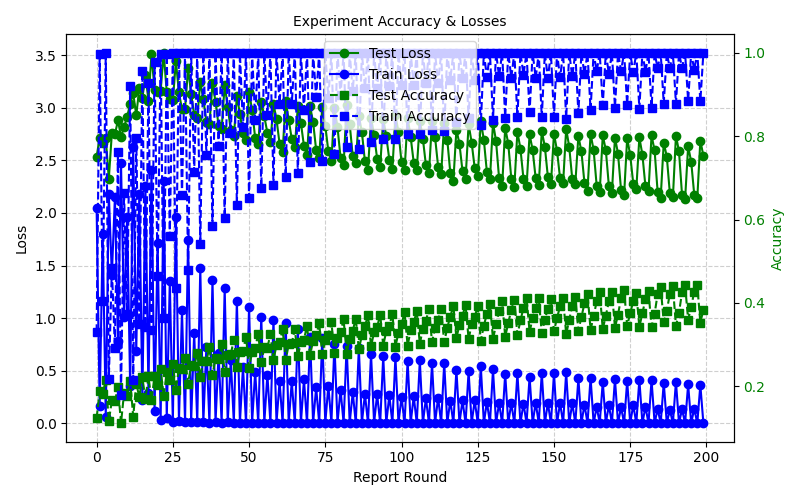 Experiment Accuracy & Losses
Test Loss
Train Loss
Test Accuracy
Train Accuracy
3.5
3.0
2.5
2.0
1.5
1.0
0.5
0.0
Loss
1.0
0.8
0.6
0.4
0.2
Accuracy
0 25 50 75 100 125 150 175 200
Report Round